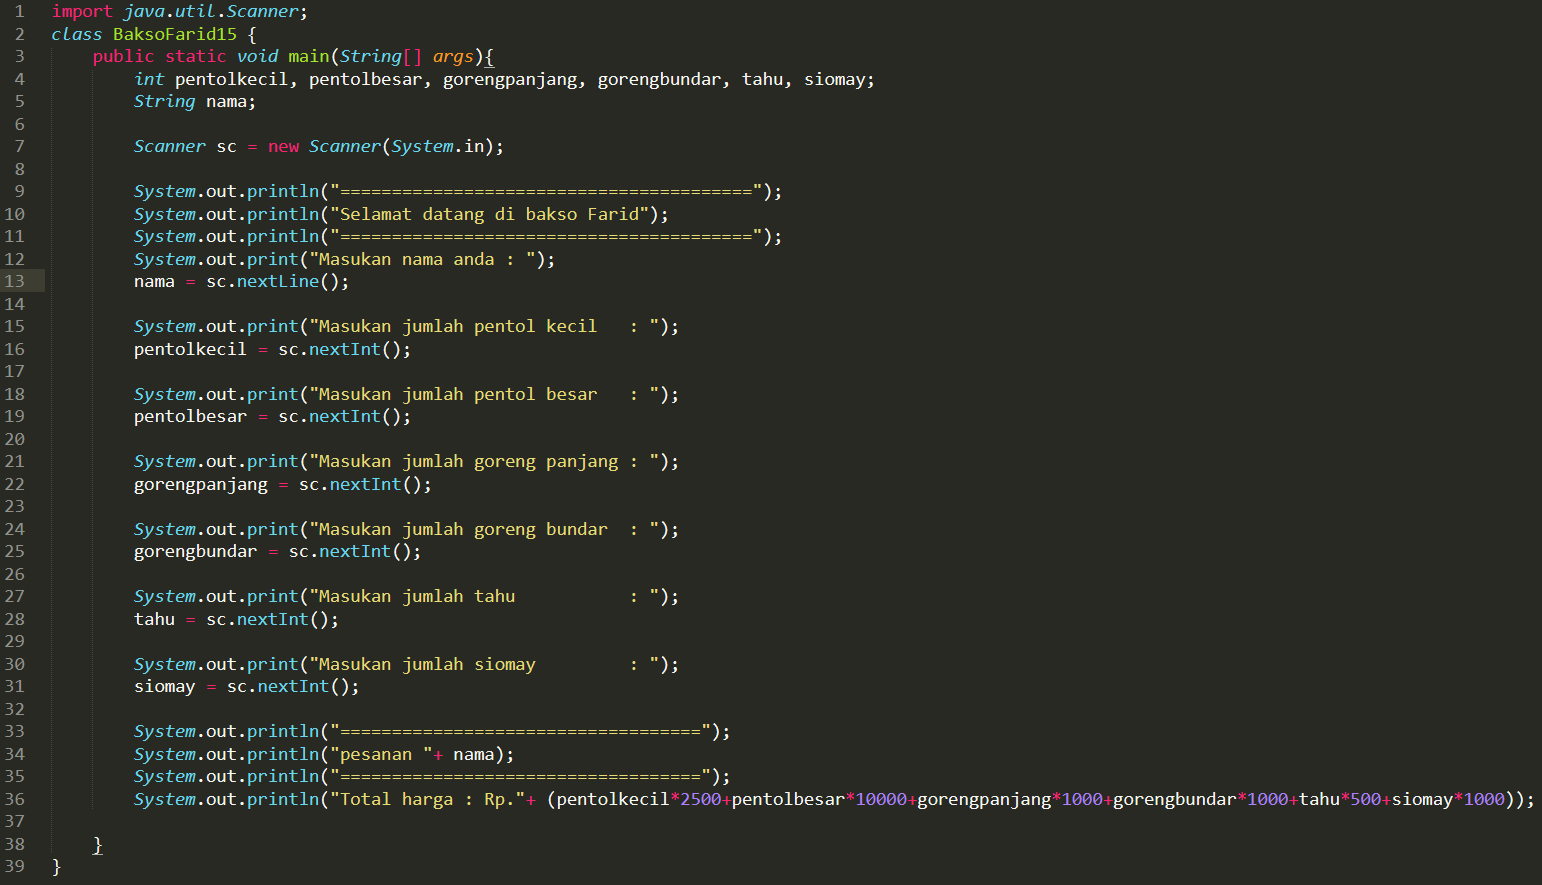 1 import java.util.Scanner;
2 class BaksoFarid15 {
3     public static void main(String[] args){
4         int pentolkecil, pentolbesar, gorengpanjang, gorengbundar, tahu, siomay;
5         String nama;
6
7         Scanner sc = new Scanner(System.in);
8
9         System.out.println("========================================");
10         System.out.println("Selamat datang di bakso Farid");
11         System.out.println("========================================");
12         System.out.print("Masukan nama anda : ");
13         nama = sc.nextLine();
14
15         System.out.print("Masukan jumlah pentol kecil   : ");
16         pentolkecil = sc.nextInt();
17
18         System.out.print("Masukan jumlah pentol besar   : ");
19         pentolbesar = sc.nextInt();
20
21         System.out.print("Masukan jumlah goreng panjang : ");
22         gorengpanjang = sc.nextInt();
23
24         System.out.print("Masukan jumlah goreng bundar  : ");
25         gorengbundar = sc.nextInt();
26
27         System.out.print("Masukan jumlah tahu           : ");
28         tahu = sc.nextInt();
29
30         System.out.print("Masukan jumlah siomay         : ");
31         siomay = sc.nextInt();
32
33         System.out.println("===================================");
34         System.out.println("pesanan "+ nama);
35         System.out.println("===================================");
36         System.out.println("Total harga : Rp."+ (pentolkecil*2500+pentolbesar*10000+gorengpanjang*1000+gorengbundar*1000+tahu*500+siomay*1000));
37
38     }
39 }